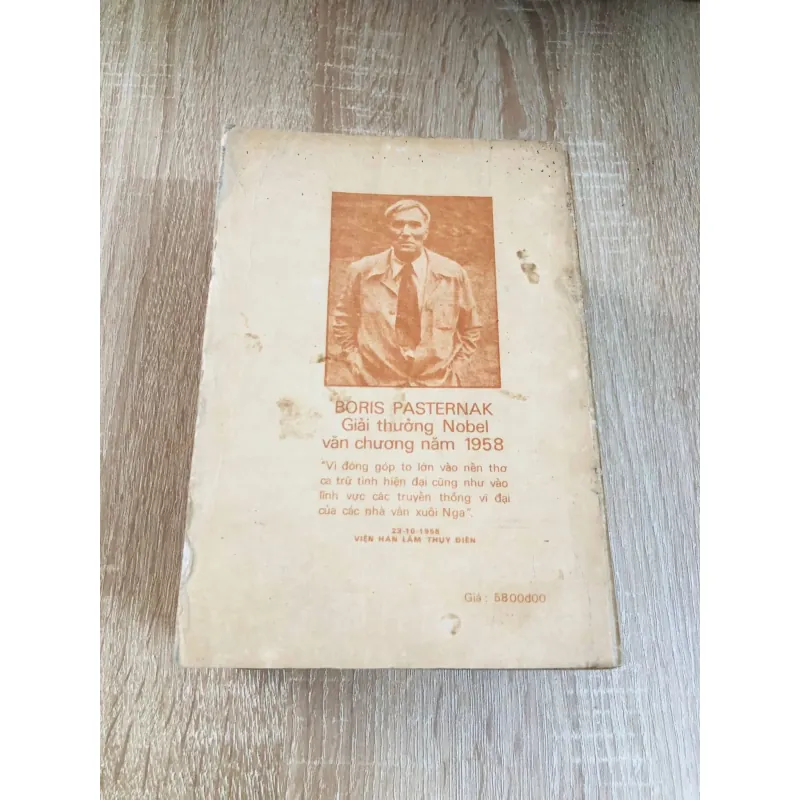 BORIS PASTERNAK
Giải thưởng Nobel
văn chương năm 1958
"Vì đóng góp to lớn vào nền thơ
ca trữ tình hiện đại cũng như vào
lĩnh vực các truyền thống vĩ đại
của các nhà văn xuôi Nga".
23-10-1958
VIỆN HÀN LÂM THỤY ĐIỂN
Giá : 5800đ00